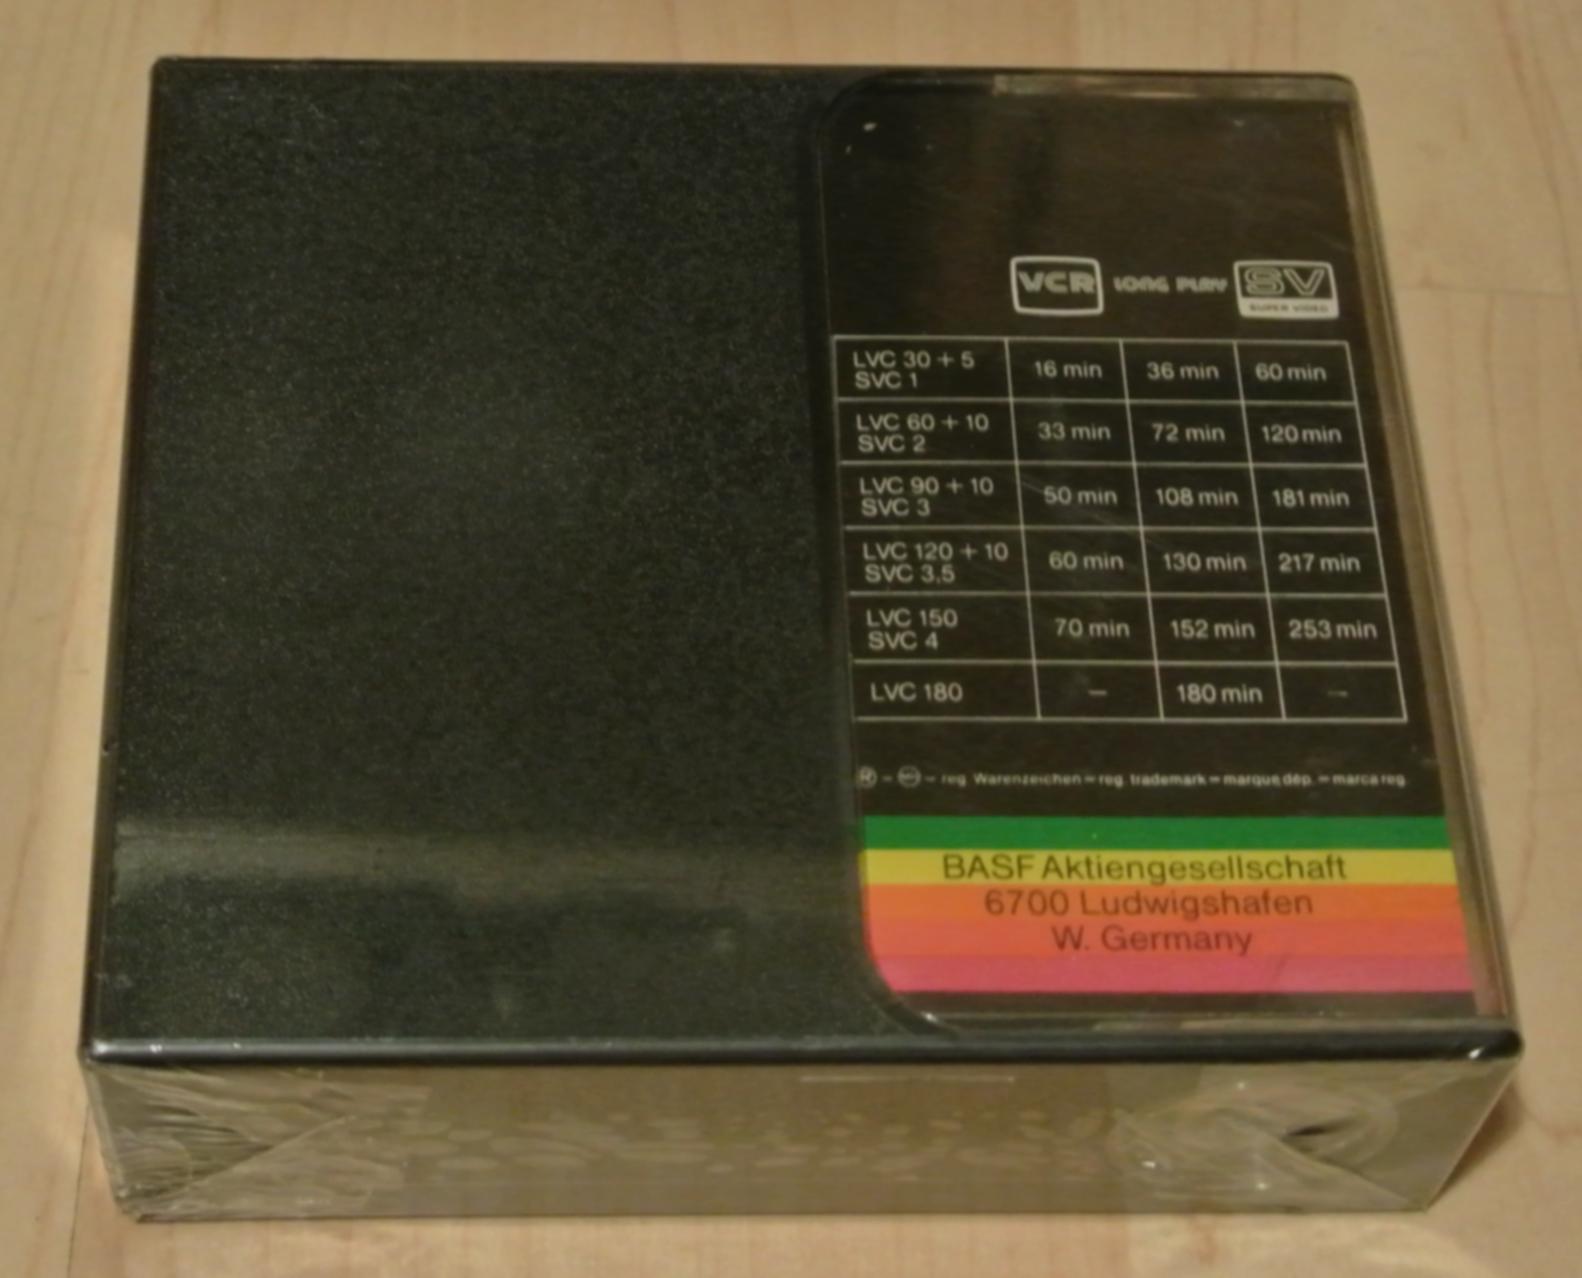 VCR LONG PLAY SV
SUPER VIDEO
LVC 30 + 5 16 min 36 min 60 min
SVC 1
LVC 60 + 10 33 min 72 min 120 min
SVC 2
LVC 90 + 10 50 min 108 min 181 min
SVC 3
LVC 120 + 10 60 min 130 min 217 min
SVC 3,5
LVC 150 70 min 152 min 253 min
SVC 4
LVC 180 – 180 min –
® – – reg. Warenzeichen – reg. trademark – marque dép. – marca reg.
BASF Aktiengesellschaft
6700 Ludwigshafen
W. Germany